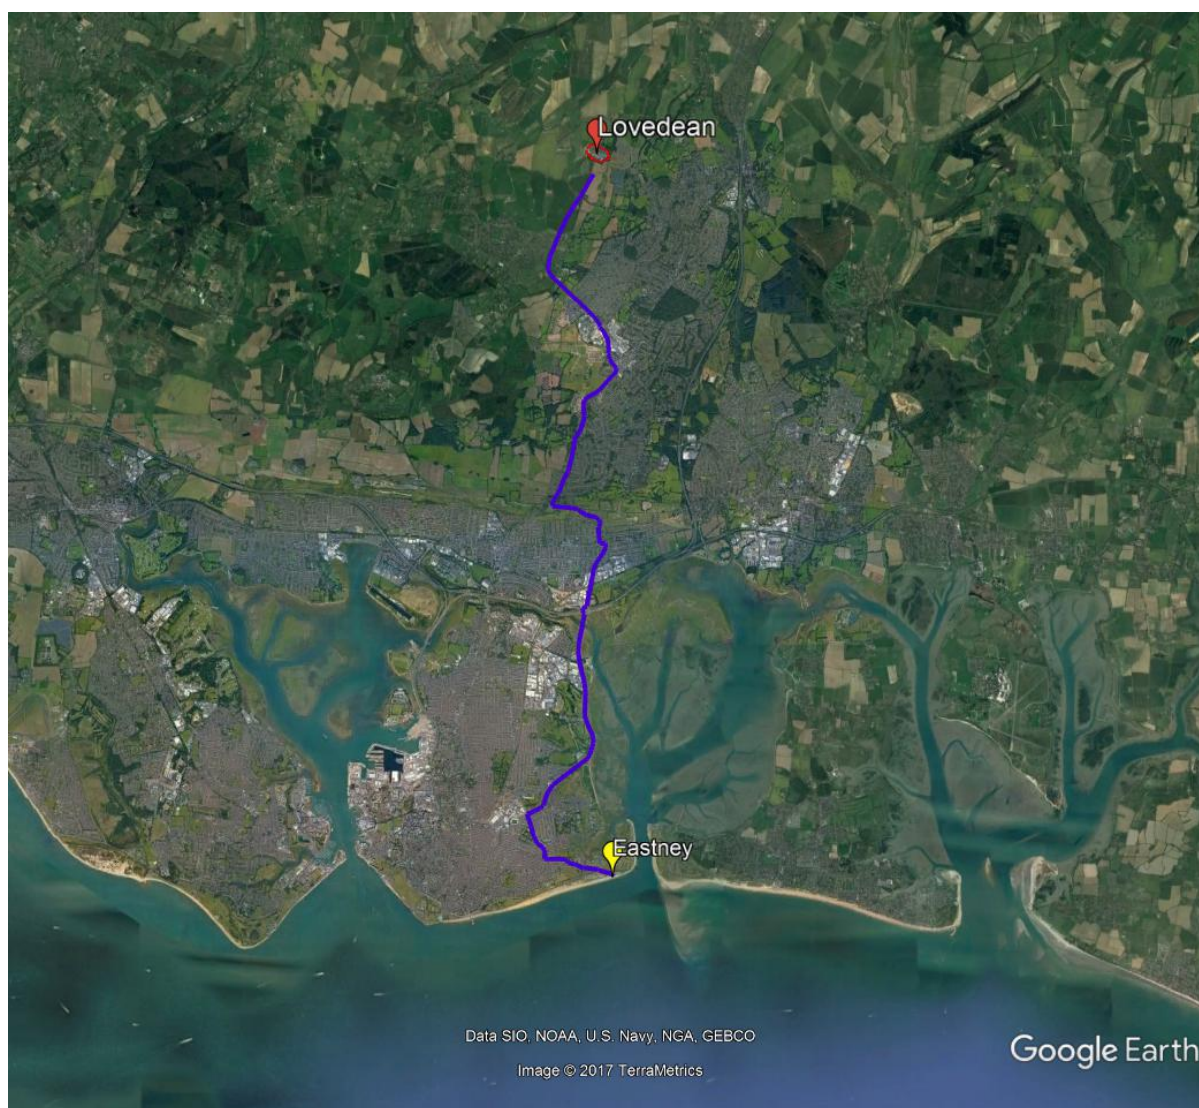 Lovedean
Eastney
Data SIO, NOAA, U.S. Navy, NGA, GEBCO
Image © 2017 TerraMetrics
Google Earth